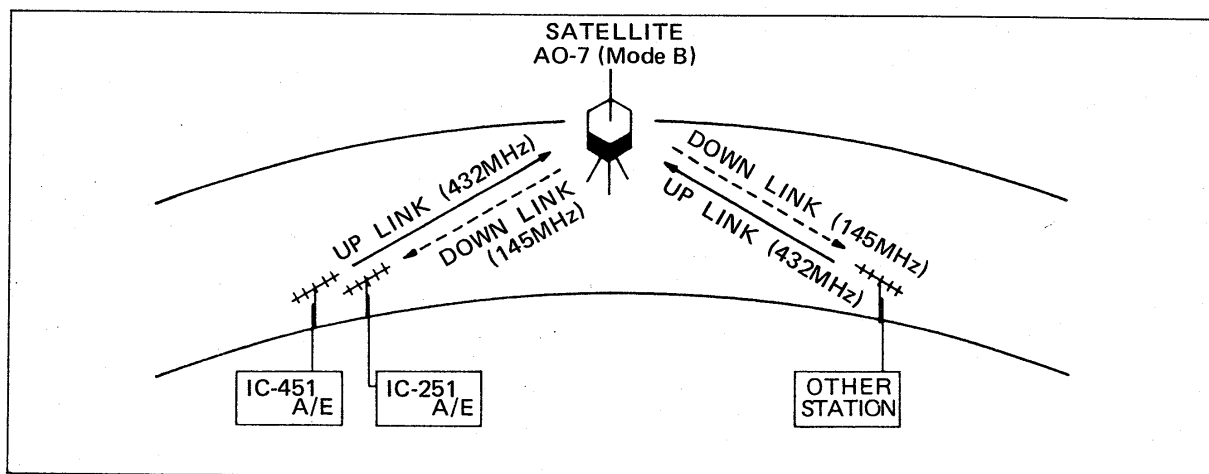 SATELLITE
AO-7 (Mode B)
UP LINK (432MHz)
DOWN LINK
(145MHz)
DOWN LINK (145MHz)
UP LINK (432MHz)
IC-451
A/E
IC-251
A/E
OTHER
STATION